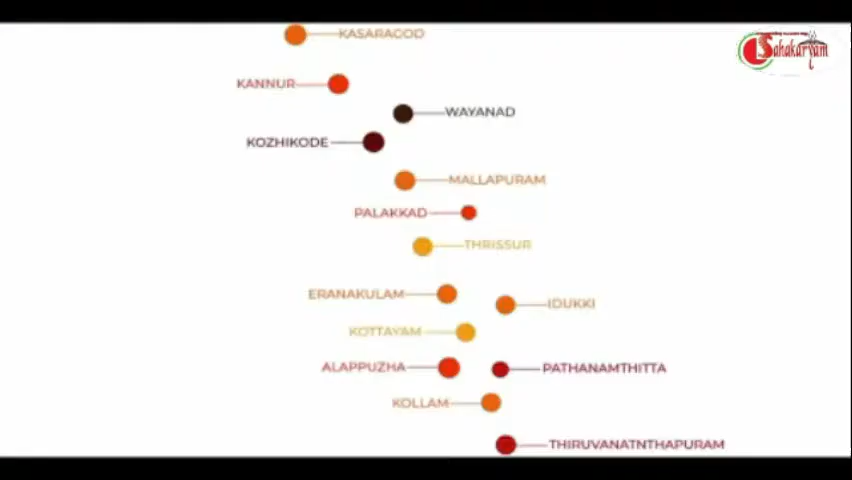 KASARAGOD
Sahakaryam
KANNUR
WAYANAD
KOZHIKODE
MALLAPURAM
PALAKKAD
THRISSUR
ERANAKULAM
IDUKKI
KOTTAYAM
ALAPPUZHA
PATHANAMTHITTA
KOLLAM
THIRUVANATNTHAPURAM